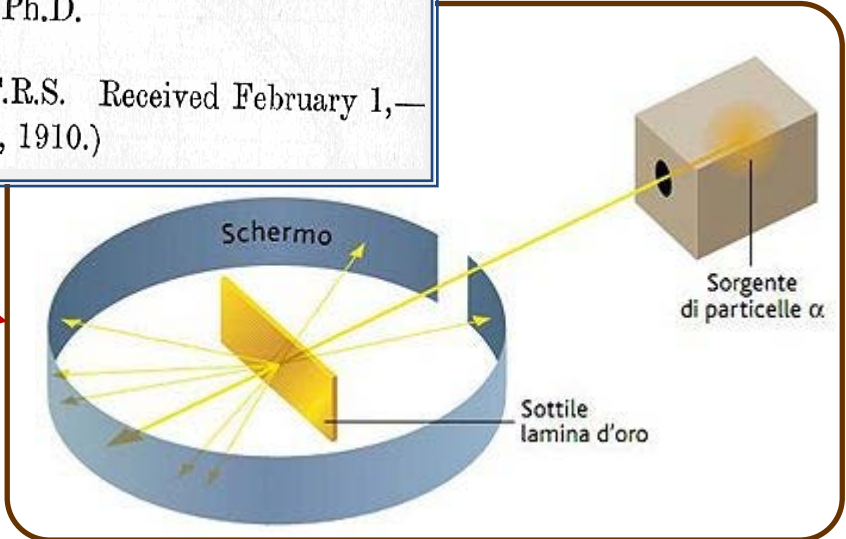 Ph.D.
F.R.S. Received February 1,—
, 1910.)
Schermo
Sorgente
di particelle α
Sottile
lamina d'oro